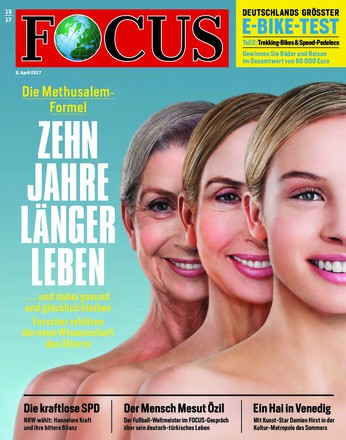 15
17
FOCUS
8. April 2017
DEUTSCHLANDS GRÖSSTER
E-BIKE-TEST
Teil 2: Trekking-Bikes & Speed-Pedelecs
Gewinnen Sie Räder und Reisen
im Gesamtwert von 60 000 Euro
Die Methusalem-
Formel
ZEHN
JAHRE
LÄNGER
LEBEN
... und dabei gesund
und glücklich bleiben
Forscher erklären
die neue Wissenschaft
des Alterns
Die kraftlose SPD
NRW wählt: Hannelore Kraft
und ihre bittere Bilanz
Der Mensch Mesut Özil
Der Fußball-Weltmeister im FOCUS-Gespräch
über sein deutsch-türkisches Leben
Ein Hai in Venedig
Mit Kunst-Star Damien Hirst in der
Kultur-Metropole des Sommers